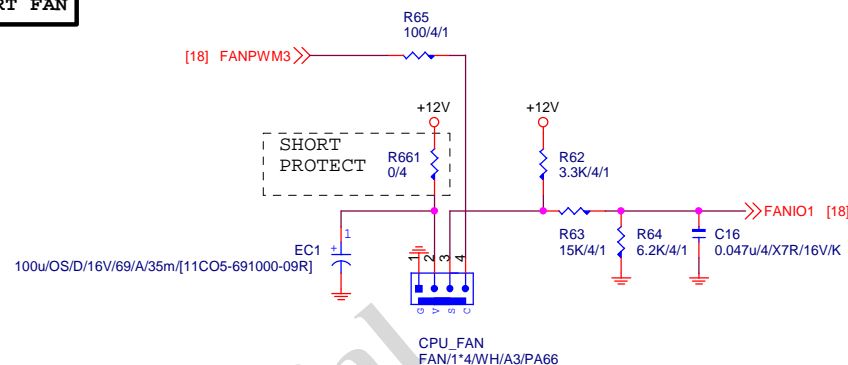 RT FAN
R65
100/4/1
[18] FANPWM3
+12V
+12V
SHORT
PROTECT
R661
0/4
R62
3.3K/4/1
FANIO1 [18]
1
EC1
+
100u/OS/D/16V/69/A/35m/[11CO5-691000-09R]
R63
15K/4/1
R64
6.2K/4/1
C16
0.047u/4/X7R/16V/K
1
2
3
4
G
V
S
C
CPU_FAN
FAN/1*4/WH/A3/PA66